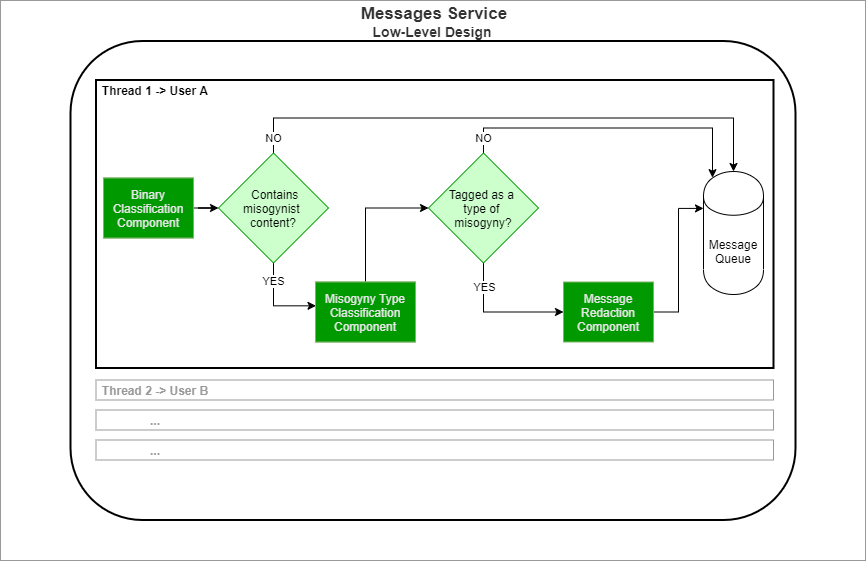 Messages Service
Low-Level Design
Thread 1 -> User A
NO
NO
Binary
Classification
Component
Contains
misogynist
content?
Tagged as a
type of
misogyny?
Message
Queue
YES
YES
Misogyny Type
Classification
Component
Message
Redaction
Component
Thread 2 -> User B
...
...